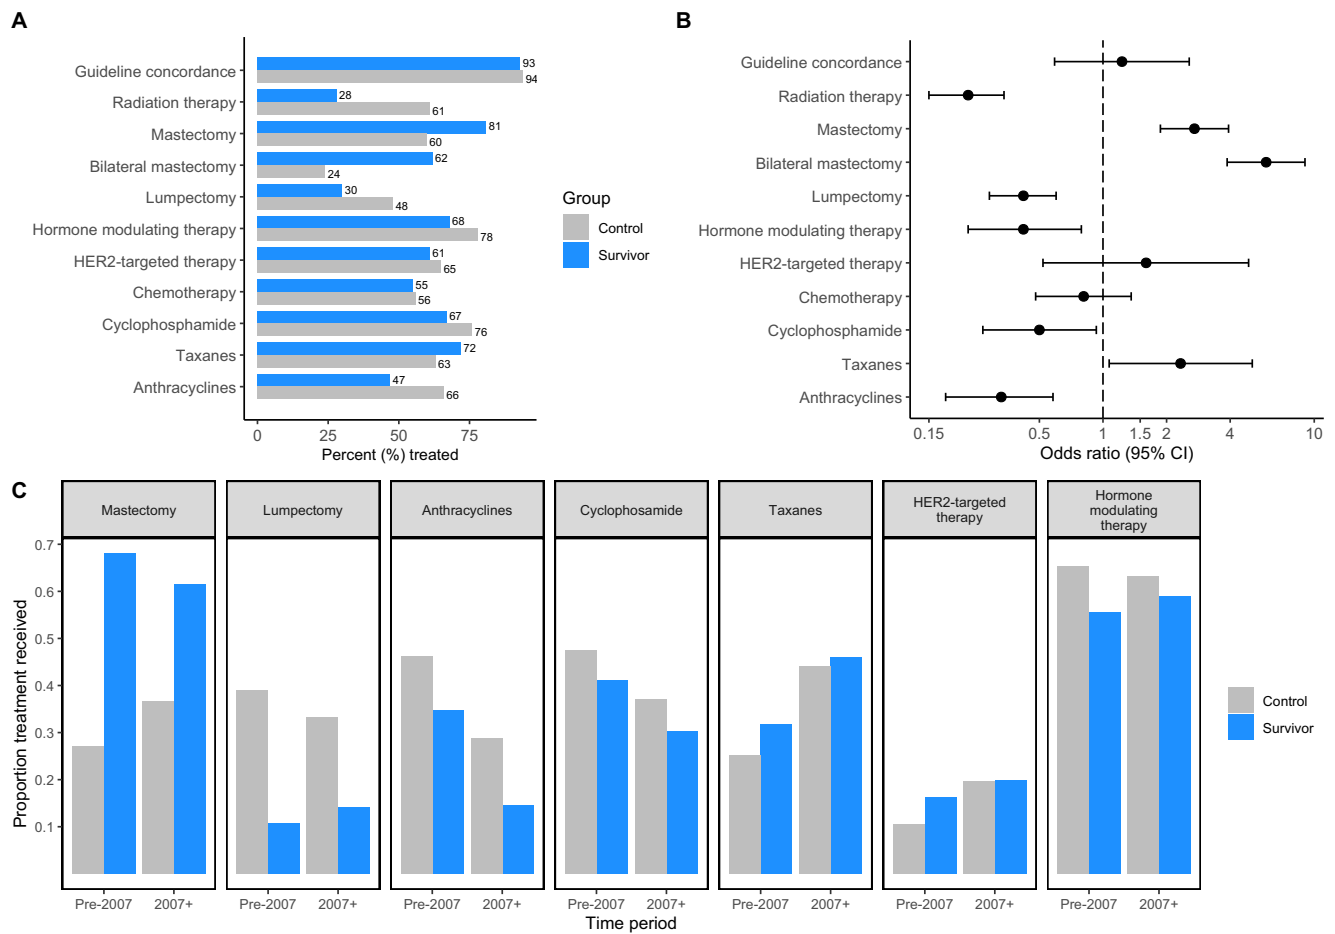 A
Guideline concordance
93
94
Radiation therapy
28
61
Mastectomy
81
60
Bilateral mastectomy
62
24
Lumpectomy
30
48
Hormone modulating therapy
68
78
HER2-targeted therapy
61
65
Chemotherapy
55
56
Cyclophosphamide
67
76
Taxanes
72
63
Anthracyclines
47
66
0 25 50 75
Percent (%) treated
Group
Control
Survivor
B
Guideline concordance
Radiation therapy
Mastectomy
Bilateral mastectomy
Lumpectomy
Hormone modulating therapy
HER2-targeted therapy
Chemotherapy
Cyclophosphamide
Taxanes
Anthracyclines
0.15 0.5 1 1.5 2 4 10
Odds ratio (95% CI)
C
Mastectomy
Lumpectomy
Anthracyclines
Cyclophosamide
Taxanes
HER2-targeted
therapy
Hormone
modulating
therapy
Proportion treatment received
0.7
0.6
0.5
0.4
0.3
0.2
0.1
Pre-2007 2007+ Pre-2007 2007+ Pre-2007 2007+ Pre-2007 2007+ Pre-2007 2007+ Pre-2007 2007+ Pre-2007 2007+
Time period
Control
Survivor